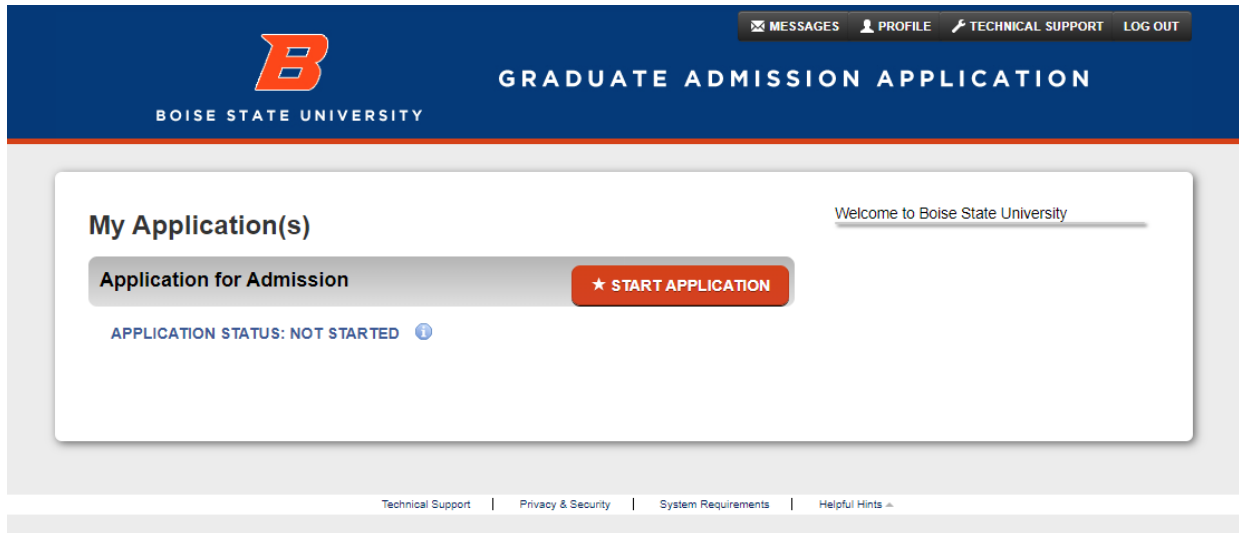 MESSAGES PROFILE TECHNICAL SUPPORT LOG OUT
B
BOISE STATE UNIVERSITY
GRADUATE ADMISSION APPLICATION
My Application(s)
Welcome to Boise State University
Application for Admission
START APPLICATION
APPLICATION STATUS: NOT STARTED
Technical Support | Privacy & Security | System Requirements | Helpful Hints